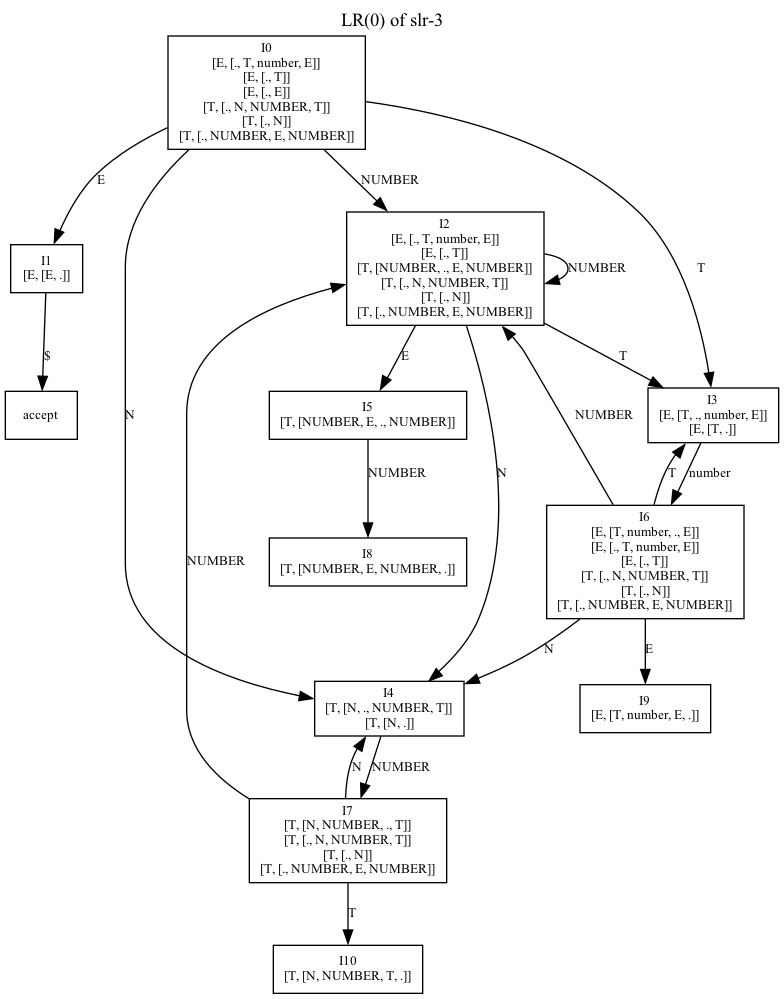 LR(0) of slr-3
I0
[E, [., T, number, E]]
[E, [., T]]
[E, [., E]]
[T, [., N, NUMBER, T]]
[T, [., N]]
[T, [., NUMBER, E, NUMBER]]
E
NUMBER
I2
[E, [., T, number, E]]
[E, [., T]]
[T, [NUMBER, ., E, NUMBER]]
[T, [., N, NUMBER, T]]
[T, [., N]]
[T, [., NUMBER, E, NUMBER]]
NUMBER
T
I1
[E, [E, .]]
$
E
T
accept
N
I5
[T, [NUMBER, E, ., NUMBER]]
NUMBER
I3
[E, [T, ., number, E]]
[E, [T, .]]
NUMBER
N
T
number
I6
[E, [T, number, ., E]]
[E, [., T, number, E]]
[E, [., T]]
[T, [., N, NUMBER, T]]
[T, [., N]]
[T, [., NUMBER, E, NUMBER]]
NUMBER
I8
[T, [NUMBER, E, NUMBER, .]]
N
E
I4
[T, [N, ., NUMBER, T]]
[T, [N, .]]
I9
[E, [T, number, E, .]]
N
NUMBER
I7
[T, [N, NUMBER, ., T]]
[T, [., N, NUMBER, T]]
[T, [., N]]
[T, [., NUMBER, E, NUMBER]]
T
I10
[T, [N, NUMBER, T, .]]